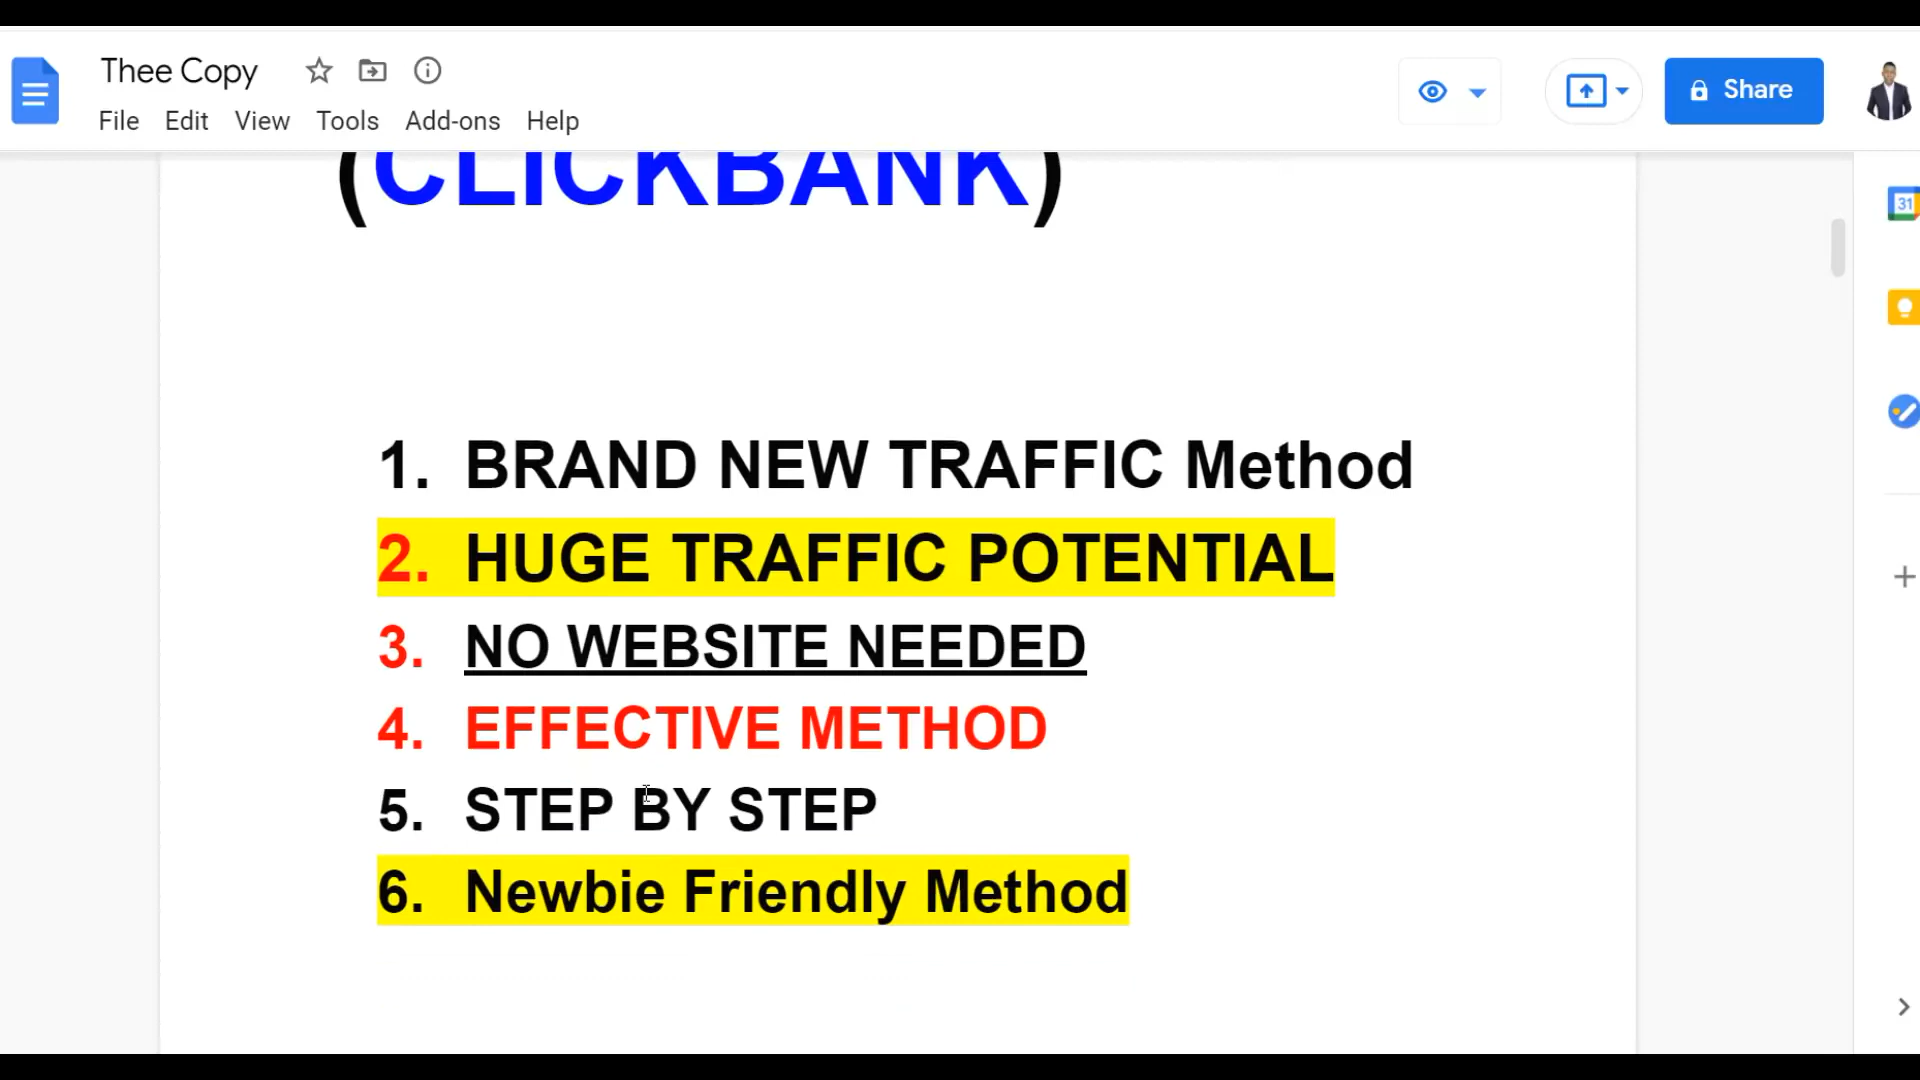 Thee Copy
File Edit View Tools Add-ons Help
Share
(CLICKBANK)
31
1. BRAND NEW TRAFFIC Method
2. HUGE TRAFFIC POTENTIAL
3. NO WEBSITE NEEDED
4. EFFECTIVE METHOD
5. STEP BY STEP
6. Newbie Friendly Method